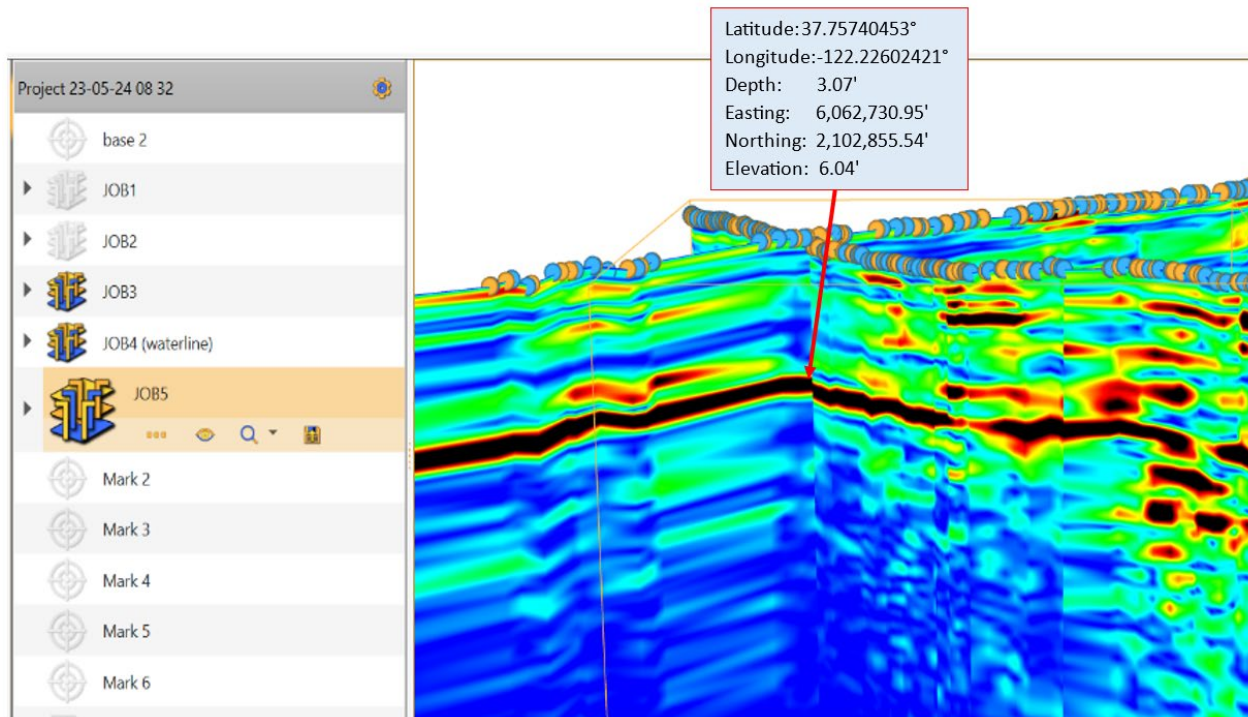 Project 23-05-24 08 32
base 2
JOB1
JOB2
JOB3
JOB4 (waterline)
JOB5
Mark 2
Mark 3
Mark 4
Mark 5
Mark 6
Latitude:37.75740453°
Longitude:-122.22602421°
Depth: 3.07'
Easting: 6,062,730.95'
Northing: 2,102,855.54'
Elevation: 6.04'